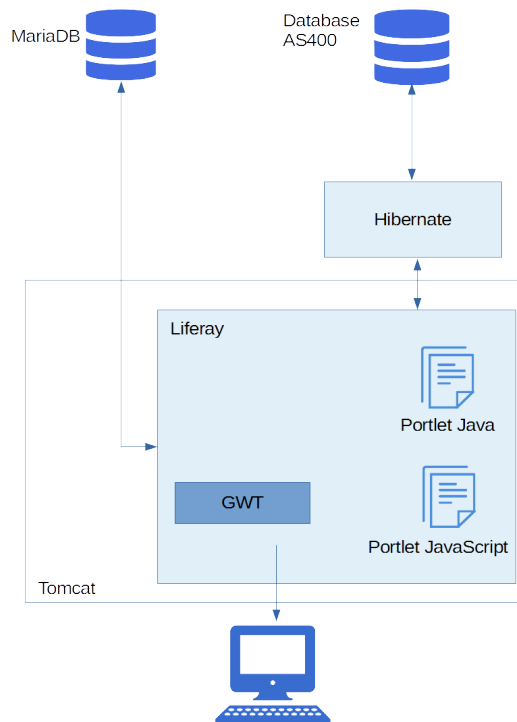 MariaDB
Database
AS400
Hibernate
Liferay
Portlet Java
GWT
Portlet JavaScript
Tomcat